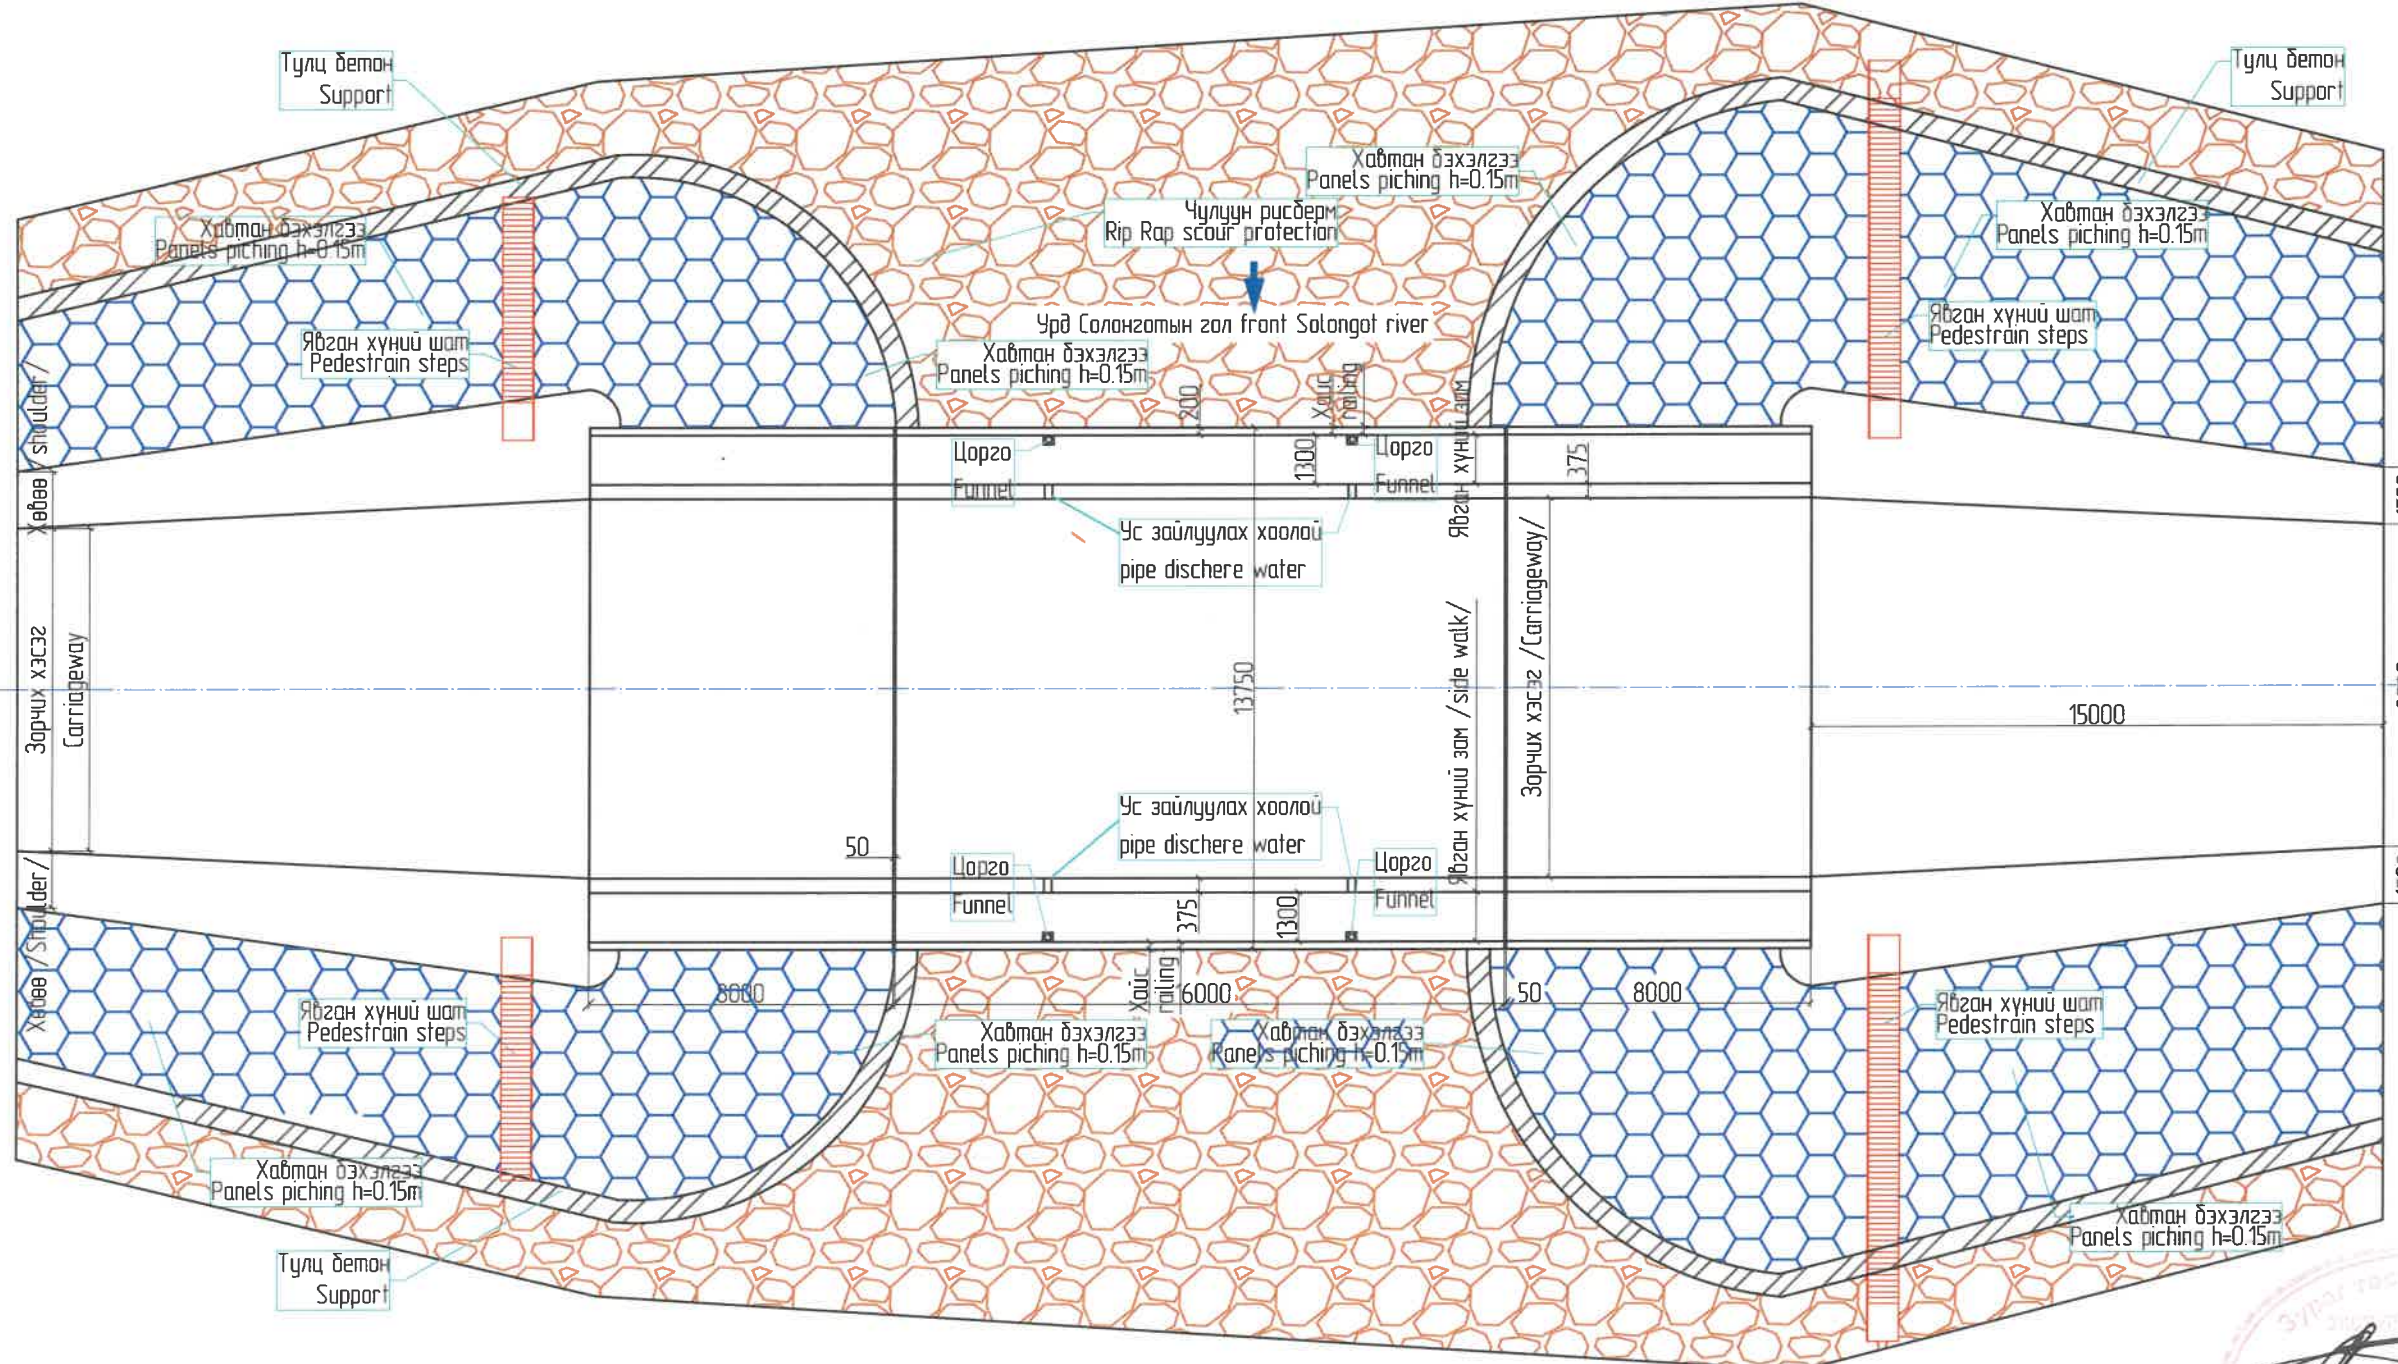 Тулц бетон
Support
Тулц бетон
Support
Хавтан бэхэлгээ
Panels piching h=0.15m
Чулуун рисберм
Rip Rap scour protection
Хавтан бэхэлгээ
Panels piching h=0.15m
Хавтан бэхэлгээ
Panels piching h=0.15m
Урд Солонготын гол front Solongot river
Явган хүний шат
Pedestrain steps
Явган хүний шат
Pedestrain steps
Хавтан бэхэлгээ
Panels piching h=0.15m
200
Хайс
railing
Хөвөө / shoulder/
Цорго
Funnel
1300
Цорго
Funnel
Явган хүний зам
375
Ус зайлуулах хоолой
pipe dischere water
Зорчих хэсэг
Carriageway
13750
Явган хүний зам /side walk/
Зорчих хэсэг /Carriageway/
15000
Ус зайлуулах хоолой
pipe dischere water
50
Цорго
Funnel
Цорго
Funnel
375
1300
Хөвөө /Shoulder/
8000
Хайс
railing
6000
50
8000
Явган хүний шат
Pedestrain steps
Явган хүний шат
Pedestrain steps
Хавтан бэхэлгээ
Panels piching h=0.15m
Хавтан бэхэлгээ
Panels piching h=0.15m
Хавтан бэхэлгээ
Panels piching h=0.15m
Хавтан бэхэлгээ
Panels piching h=0.15m
Тулц бетон
Support